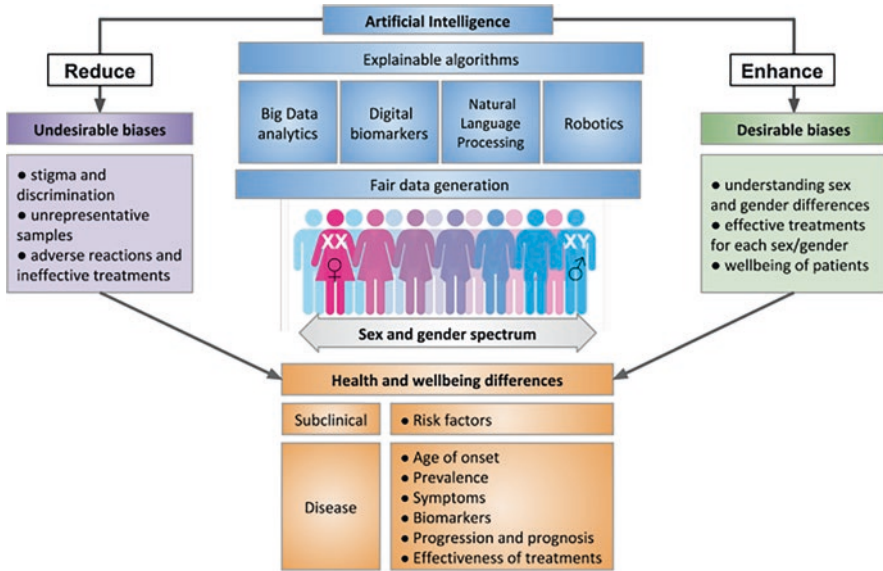 Artificial Intelligence
Reduce
Explainable algorithms
Enhance
Undesirable biases
Big Data
analytics
Digital
biomarkers
Natural
Language
Processing
Robotics
Desirable biases
● stigma and
discrimination
● unrepresentative
samples
● adverse reactions and
ineffective treatments
Fair data generation
● understanding sex
and gender differences
● effective treatments
for each sex/gender
● wellbeing of patients
XX
XY
♀
♂
Sex and gender spectrum
Health and wellbeing differences
Subclinical
● Risk factors
Disease
● Age of onset
● Prevalence
● Symptoms
● Biomarkers
● Progression and prognosis
● Effectiveness of treatments